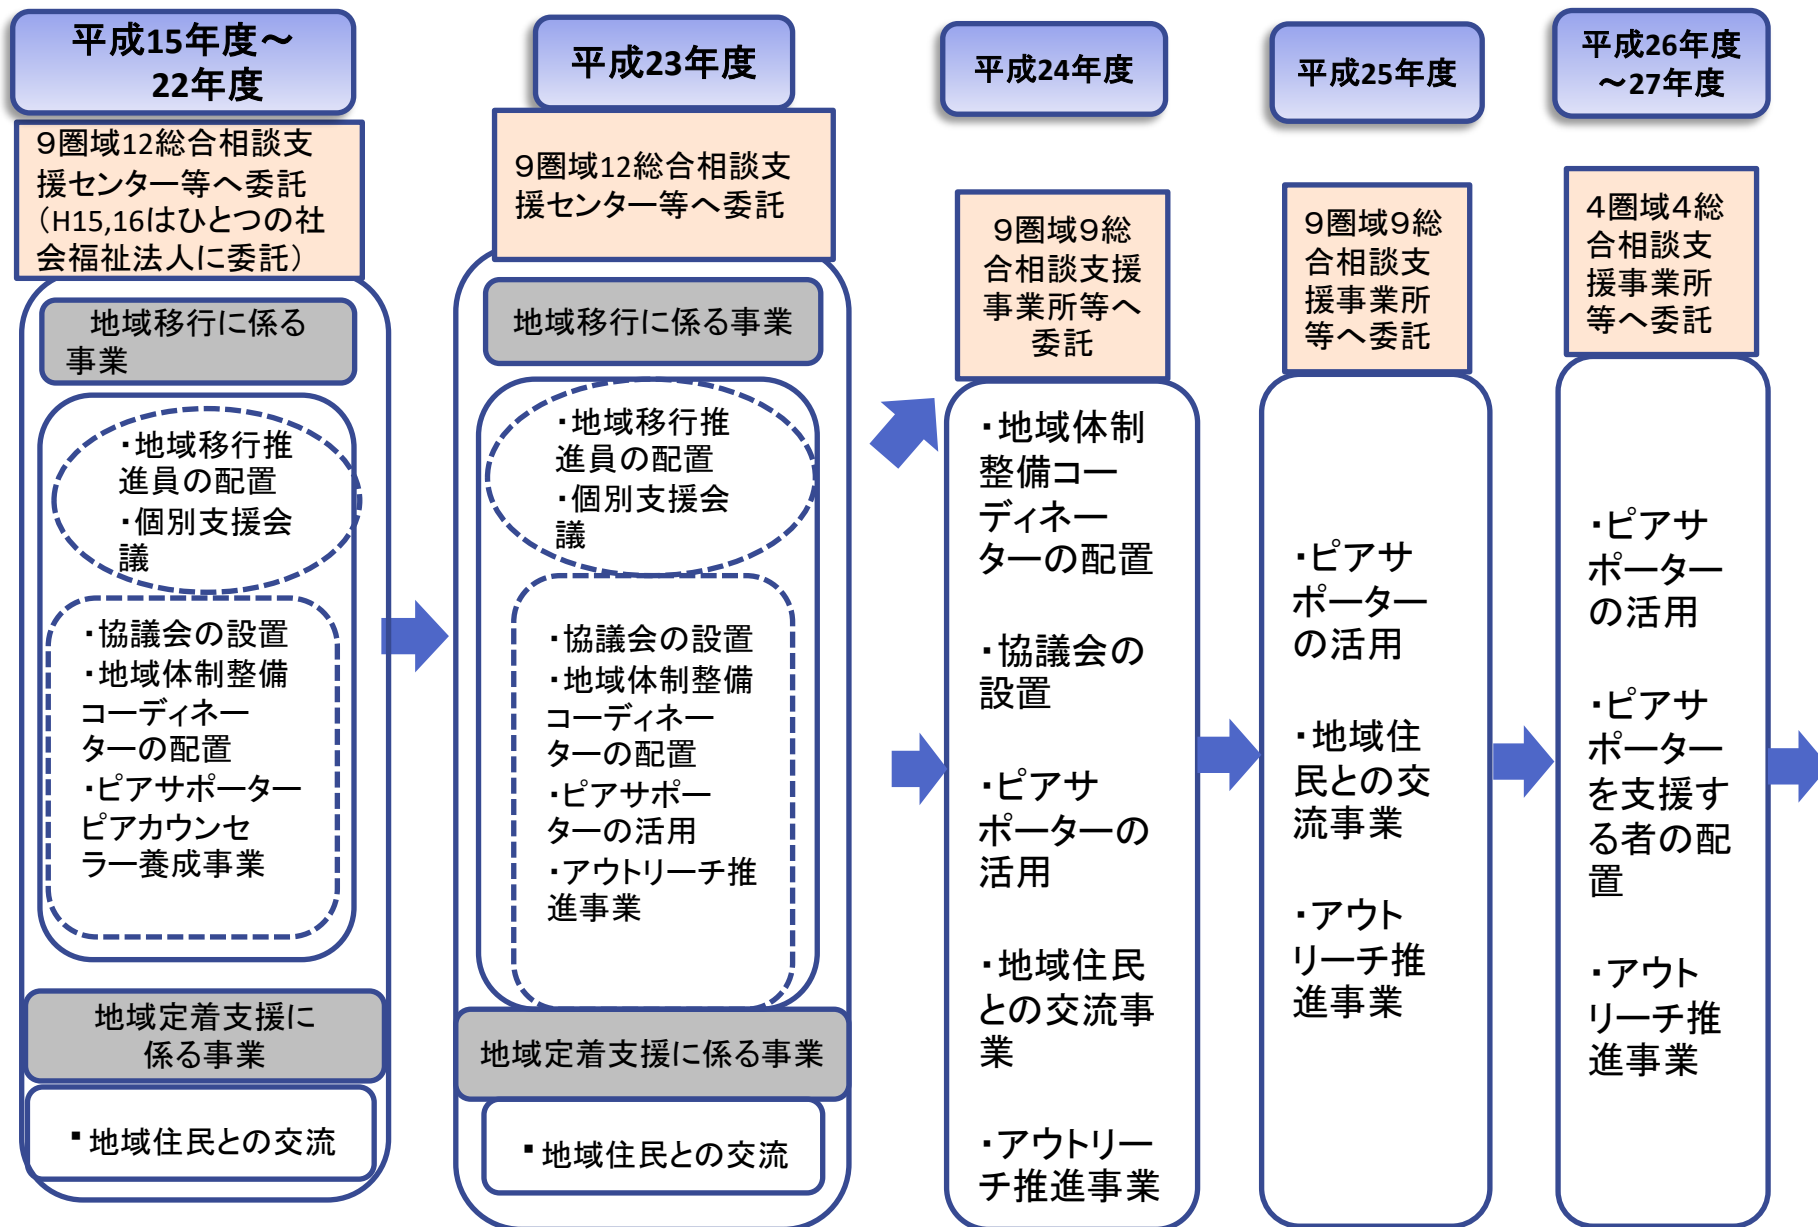 平成15年度～
22年度
9圏域12総合相談支
援センター等へ委託
（H15,16はひとつの社
会福祉法人に委託）
地域移行に係る
事業
・地域移行推
進員の配置
・個別支援会
議
・協議会の設置
・地域体制整備
コーディネー
ターの配置
・ピアサポーター
ピアカウンセ
ラー養成事業
地域定着支援に
係る事業
▪地域住民との交流
平成23年度
9圏域12総合相談支
援センター等へ委託
地域移行に係る事業
・地域移行推
進員の配置
・個別支援会
議
・協議会の設置
・地域体制整備
コーディネー
ターの配置
・ピアサポー
ターの活用
・アウトリーチ推
進事業
地域定着支援に係る事業
▪地域住民との交流
平成24年度
9圏域9総
合相談支援
事業所等へ
委託
・地域体制
整備コー
ディネー
ターの配置
・協議会の
設置
・ピアサ
ポーターの
活用
・地域住民
との交流事
業
・アウトリー
チ推進事業
平成25年度
9圏域9総
合相談支
援事業所
等へ委託
・ピアサ
ポーター
の活用
・地域住
民との交
流事業
・アウト
リーチ推
進事業
平成26年度
～27年度
4圏域4総
合相談支
援事業所
等へ委託
・ピアサ
ポーター
の活用
・ピアサ
ポーター
を支援す
る者の配
置
・アウト
リーチ推
進事業